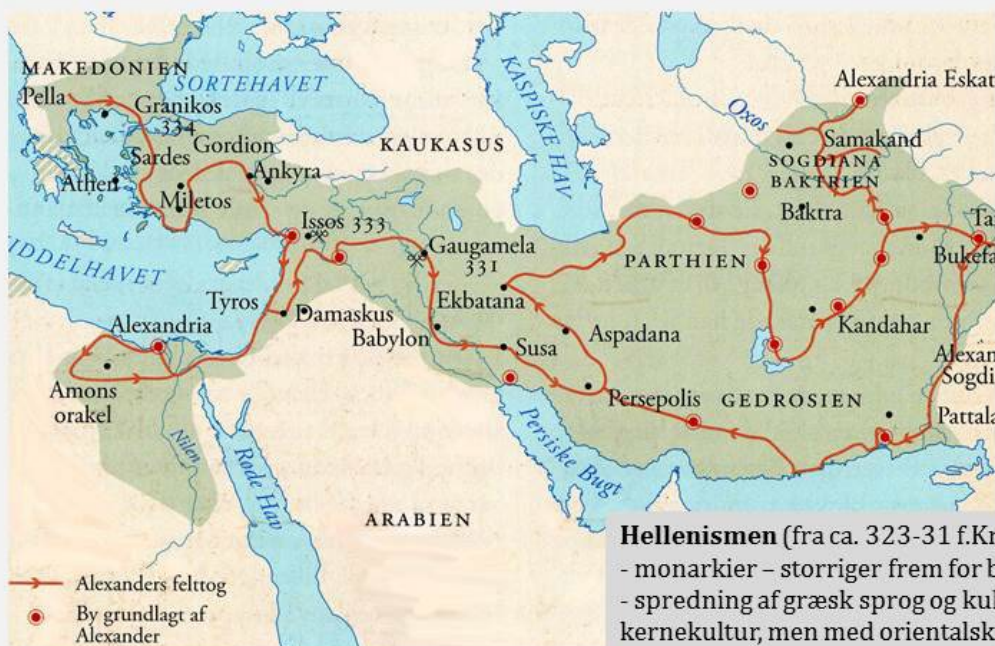 MAKEDONIEN
Pella
SORTEHAVET
Granikos
334
Sardes
Gordion
Ankyra
Athen
Miletos
KAUKASUS
KASPISKE HAV
Oxos
Alexandria Eskat
Samakand
SOGDIANA
BAKTRIEN
Baktra
Issos 333
Gaugamela
331
IDDELHAVET
Tyros
Damaskus
Ekbatana
Babylon
Susa
Aspadana
PARTHIEN
Kandahar
Ta
Bukefa
Alexan
Sogdi
Pattala
Alexandria
Amons
orakel
Nilen
Røde Hav
Persepolis
GEDROSIEN
Persiske Bugt
ARABIEN
Alexanders felttog
By grundlagt af
Alexander
Hellenismen (fra ca. 323-31 f.Kr
- monarkier – storriger frem for b
- spredning af græsk sprog og kul
kernekultur, men med orientalsk